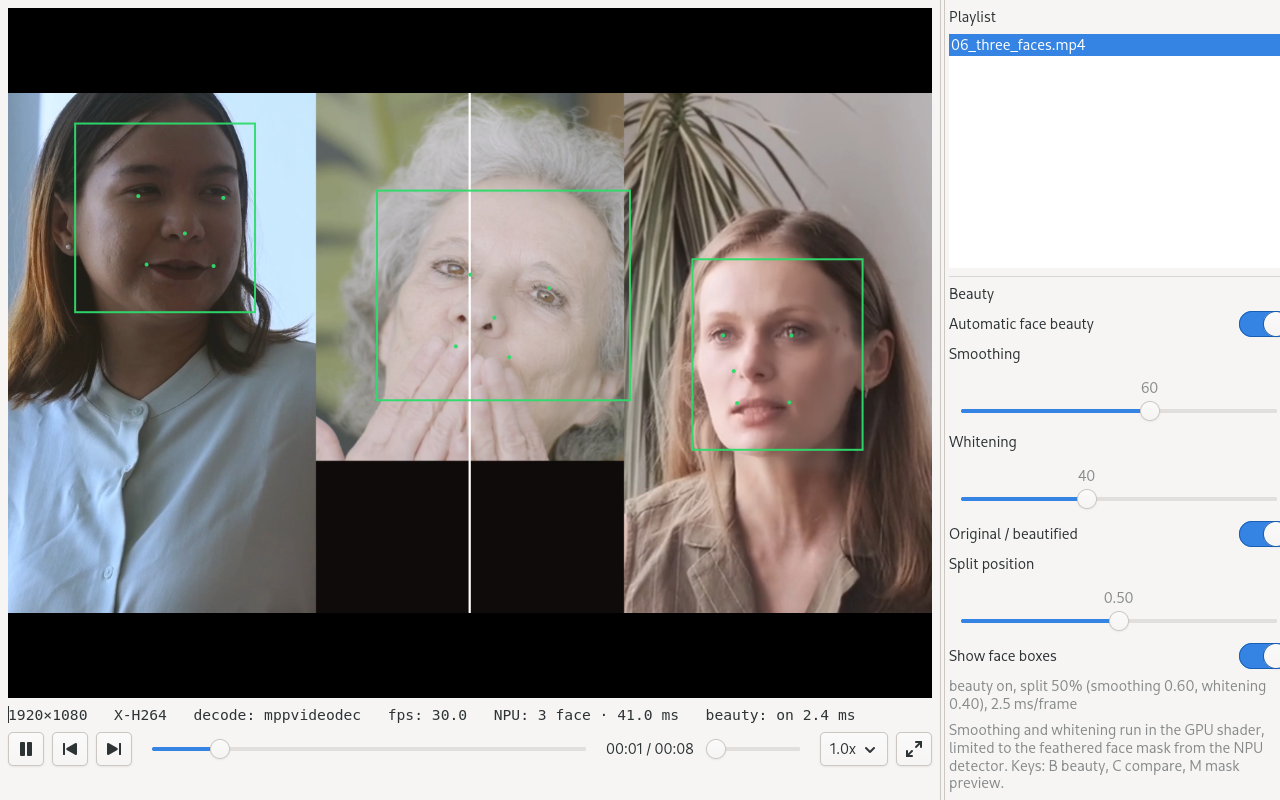 Playlist
06_three_faces.mp4
Beauty
Automatic face beauty
Smoothing
60
Whitening
40
Original / beautified
Split position
0.50
Show face boxes
beauty on, split 50% (smoothing 0.60, whitening
0.40), 2.5 ms/frame
Smoothing and whitening run in the GPU shader,
limited to the feathered face mask from the NPU
detector. Keys: B beauty, C compare, M mask
preview.
1920×1080 X-H264 decode: mppvideodec fps: 30.0 NPU: 3 face · 41.0 ms beauty: on 2.4 ms
00:01 / 00:08
1.0x